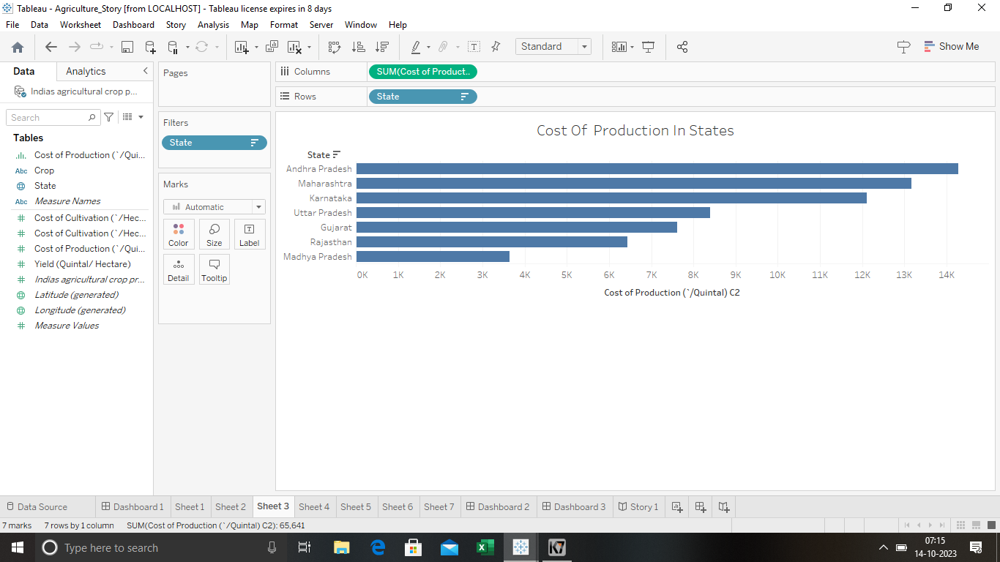 Tableau - Agriculture_Story [from LOCALHOST] - Tableau license expires in 8 days
File Data Worksheet Dashboard Story Analysis Map Format Server Window Help
Standard
Show Me
Data Analytics
Indias agricultural crop p...
Search
Tables
Cost of Production (`/Qui...
Abc Crop
State
Abc Measure Names
Cost of Cultivation (`/Hec...
Cost of Cultivation (`/Hec...
Cost of Production (`/Qui...
Yield (Quintal/ Hectare)
Indias agricultural crop pr...
Latitude (generated)
Longitude (generated)
Measure Values
Pages
Filters
State
Marks
Automatic
Color Size Label
Detail Tooltip
Columns SUM(Cost of Product..
Rows State
Cost Of  Production In States
State
Andhra Pradesh
Maharashtra
Karnataka
Uttar Pradesh
Gujarat
Rajasthan
Madhya Pradesh
0K 1K 2K 3K 4K 5K 6K 7K 8K 9K 10K 11K 12K 13K 14K
Cost of Production (`/Quintal) C2
Data Source Dashboard 1 Sheet 1 Sheet 2 Sheet 3 Sheet 4 Sheet 5 Sheet 6 Sheet 7 Dashboard 2 Dashboard 3 Story 1
7 marks 7 rows by 1 column SUM(Cost of Production (`/Quintal) C2): 65,641
Type here to search
K7
07:15
14-10-2023